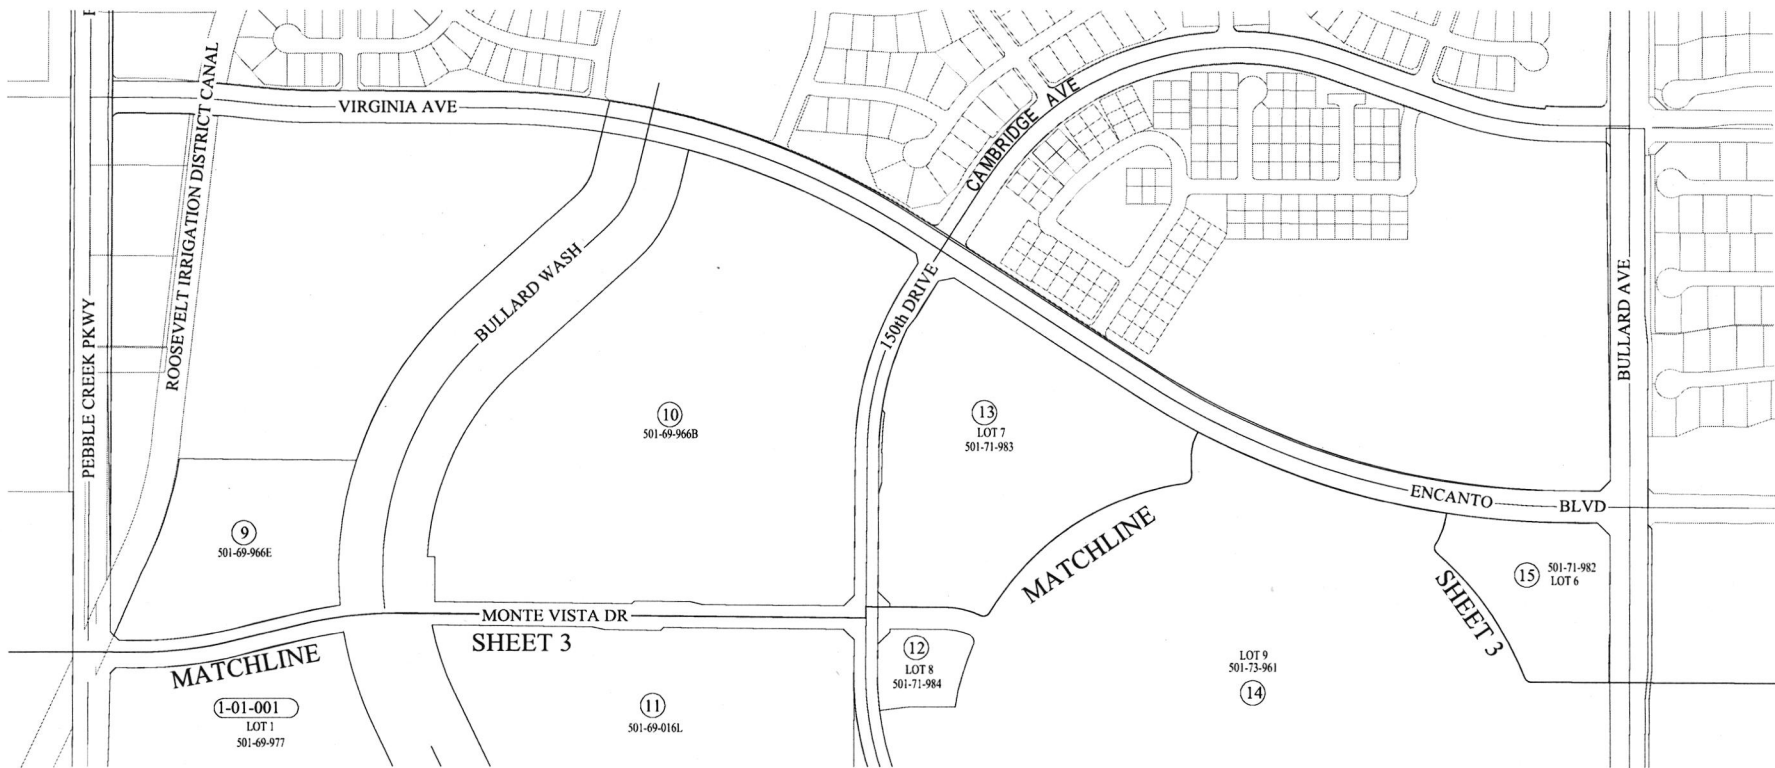 VIRGINIA AVE
ROOSEVELT IRRIGATION DISTRICT CANAL
CAMBRIDGE AVE
BULLARD WASH
150th DRIVE
BULLARD AVE
PEBBLE CREEK PKWY
10
501-69-966B
13
LOT 7
501-71-983
ENCANTO BLVD
9
501-69-966E
MATCHLINE
SHEET 3
15
501-71-982
LOT 6
MONTE VISTA DR
SHEET 3
MATCHLINE
12
LOT 8
501-71-984
LOT 9
501-73-961
14
1-01-001
LOT 1
501-69-977
11
501-69-016L